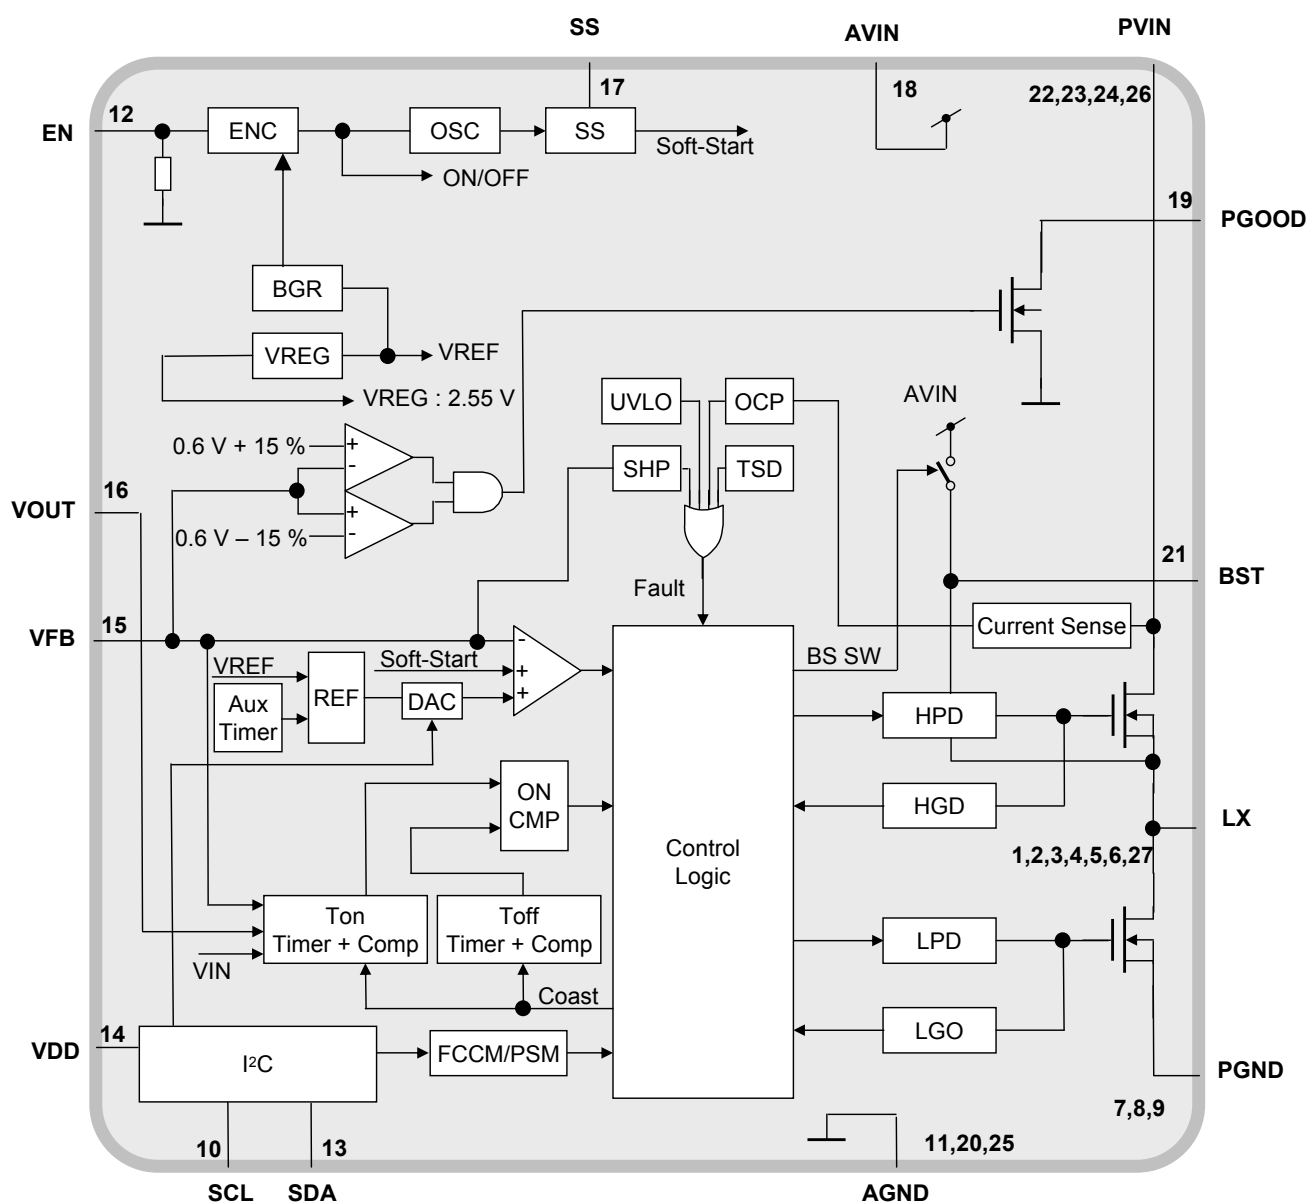 SS
AVIN
PVIN
17
18
22,23,24,26
EN
12
ENC
OSC
SS
Soft-Start
ON/OFF
19
PGOOD
BGR
VREG
VREF
VREG : 2.55 V
UVLO
OCP
AVIN
0.6 V + 15 %
+
-
SHP
TSD
16
VOUT
+
-
0.6 V – 15 %
21
BST
Fault
15
VFB
Current Sense
-
+
+
VREF
Soft-Start
REF
DAC
Aux
Timer
BS SW
HPD
ON
CMP
HGD
LX
Control
Logic
1,2,3,4,5,6,27
Ton
Timer + Comp
Toff
Timer + Comp
LPD
VIN
Coast
LGO
14
VDD
I2C
FCCM/PSM
PGND
7,8,9
10
13
11,20,25
SCL
SDA
AGND